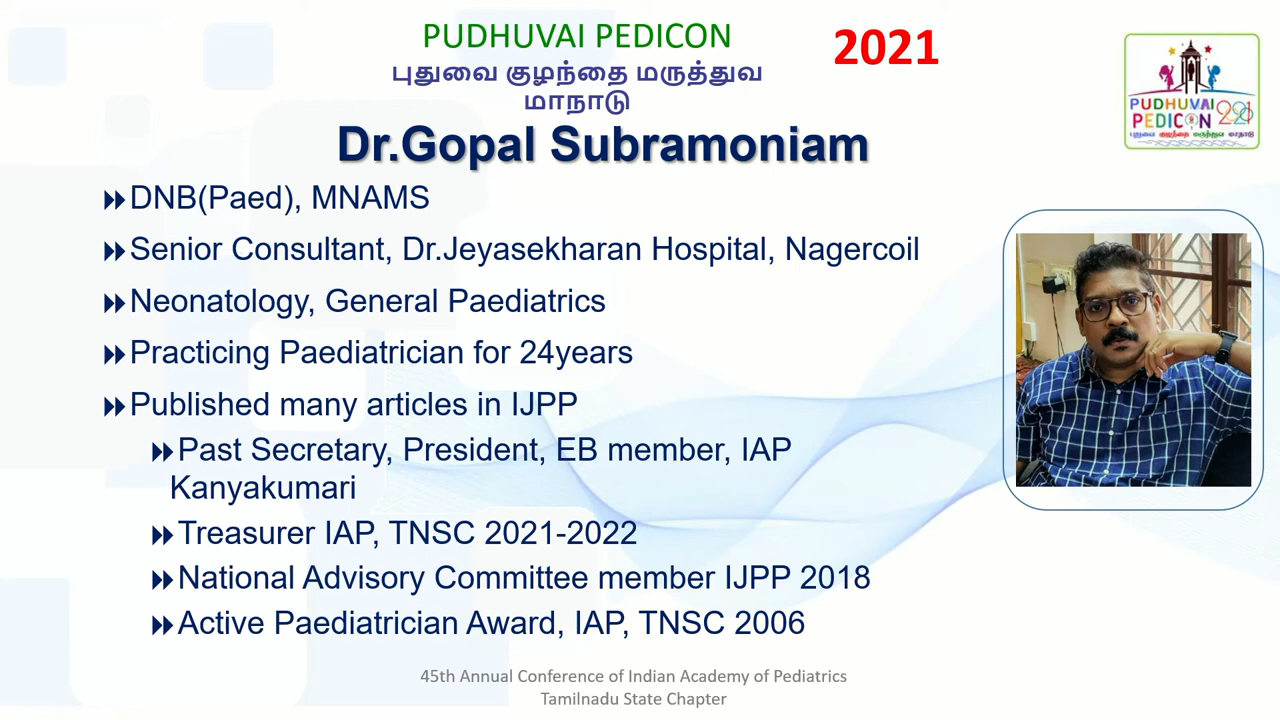 PUDHUVAI PEDICON
புதுவை குழந்தை மருத்துவ
மாநாடு
2021
PUDHUVAI
PEDICON 2021
புதுவை குழந்தை மருத்துவ மாநாடு
Dr.Gopal Subramoniam
DNB(Paed), MNAMS
Senior Consultant, Dr.Jeyasekharan Hospital, Nagercoil
Neonatology, General Paediatrics
Practicing Paediatrician for 24years
Published many articles in IJPP
Past Secretary, President, EB member, IAP
Kanyakumari
Treasurer IAP, TNSC 2021-2022
National Advisory Committee member IJPP 2018
Active Paediatrician Award, IAP, TNSC 2006
45th Annual Conference of Indian Academy of Pediatrics
Tamilnadu State Chapter